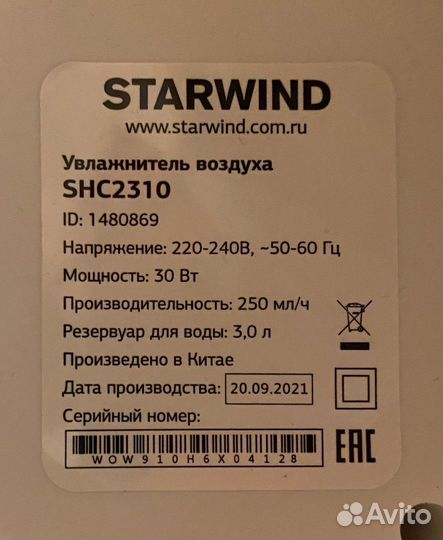 STARWIND
www.starwind.com.ru
Увлажнитель воздуха
SHC2310
ID: 1480869
Напряжение: 220-240В, ~50-60 Гц
Мощность: 30 Вт
Производительность: 250 мл/ч
Резервуар для воды: 3,0 л
Произведено в Китае
Дата производства: 20.09.2021
Серийный номер:
WOW910H6X04128
EAC
Avito